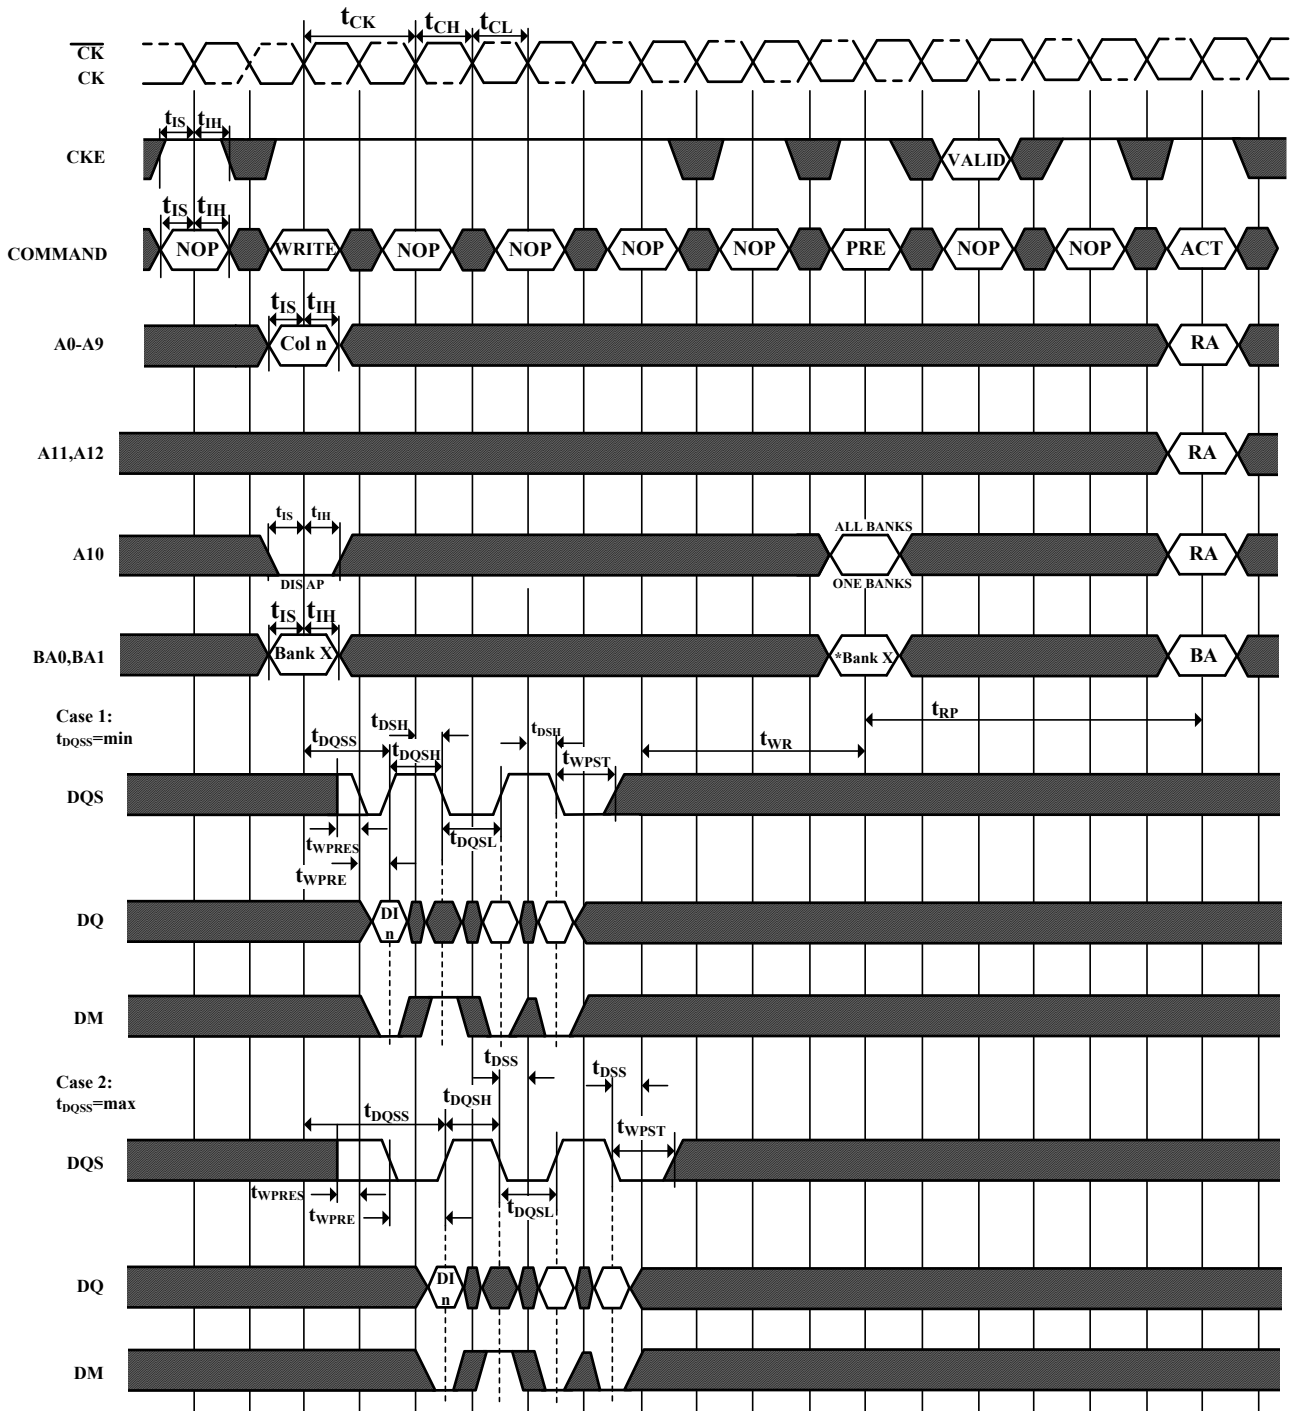 tCK tCH tCL
CK
CK
tIS tIH
CKE VALID
tIS tIH
COMMAND NOP WRITE NOP NOP NOP NOP PRE NOP NOP ACT
tIS tIH
A0-A9 Col n RA
A11,A12 RA
tIS tIH ALL BANKS
A10 RA
DIS AP ONE BANKS
tIS tIH
BA0,BA1 Bank X *Bank X BA
Case 1:
tDQSS=min
tDSH tDSH tRP
tDQSS tDQSH tWPST tWR
DQS
tWPRES tDQSL
tWPRE
DQ DI n
DM
Case 2:
tDQSS=max
tDSS tDSS
tDQSS tDQSH tWPST
DQS
tWPRES tDQSL
tWPRE
DQ DI n
DM